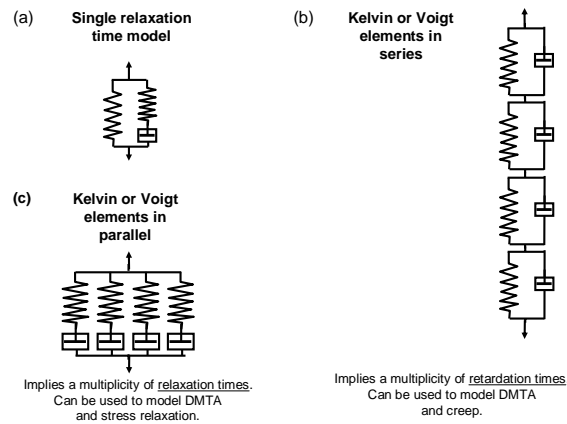 (a)
Single relaxation
time model
(b)
Kelvin or Voigt
elements in
series
(c)
Kelvin or Voigt
elements in
parallel
Implies a multiplicity of relaxation times.
Can be used to model DMTA
and stress relaxation.
Implies a multiplicity of retardation times
Can be used to model DMTA
and creep.